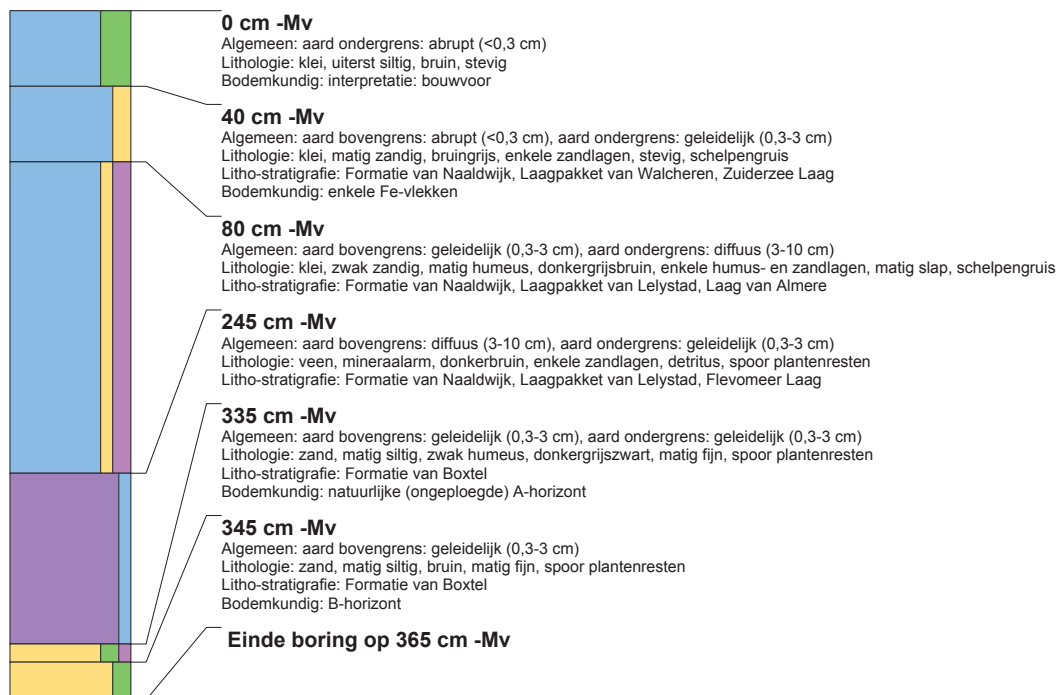 0 cm -Mv
Algemeen: aard ondergrens: abrupt (<0,3 cm)
Lithologie: klei, uiterst siltig, bruin, stevig
Bodemkundig: interpretatie: bouwvoor
40 cm -Mv
Algemeen: aard bovengrens: abrupt (<0,3 cm), aard ondergrens: geleidelijk (0,3-3 cm)
Lithologie: klei, matig zandig, bruingrijs, enkele zandlagen, stevig, schelpengruis
Litho-stratigrafie: Formatie van Naaldwijk, Laagpakket van Walcheren, Zuiderzee Laag
Bodemkundig: enkele Fe-vlekken
80 cm -Mv
Algemeen: aard bovengrens: geleidelijk (0,3-3 cm), aard ondergrens: diffuus (3-10 cm)
Lithologie: klei, zwak zandig, matig humeus, donkergrijsbruin, enkele humus- en zandlagen, matig slap, schelpengruis
Litho-stratigrafie: Formatie van Naaldwijk, Laagpakket van Lelystad, Laag van Almere
245 cm -Mv
Algemeen: aard bovengrens: diffuus (3-10 cm), aard ondergrens: geleidelijk (0,3-3 cm)
Lithologie: veen, mineraalarm, donkerbruin, enkele zandlagen, detritus, spoor plantenresten
Litho-stratigrafie: Formatie van Naaldwijk, Laagpakket van Lelystad, Flevomeer Laag
335 cm -Mv
Algemeen: aard bovengrens: geleidelijk (0,3-3 cm), aard ondergrens: geleidelijk (0,3-3 cm)
Lithologie: zand, matig siltig, zwak humeus, donkergrijszwart, matig fijn, spoor plantenresten
Litho-stratigrafie: Formatie van Boxtel
Bodemkundig: natuurlijke (ongeploegde) A-horizont
345 cm -Mv
Algemeen: aard bovengrens: geleidelijk (0,3-3 cm)
Lithologie: zand, matig siltig, bruin, matig fijn, spoor plantenresten
Litho-stratigrafie: Formatie van Boxtel
Bodemkundig: B-horizont
Einde boring op 365 cm -Mv